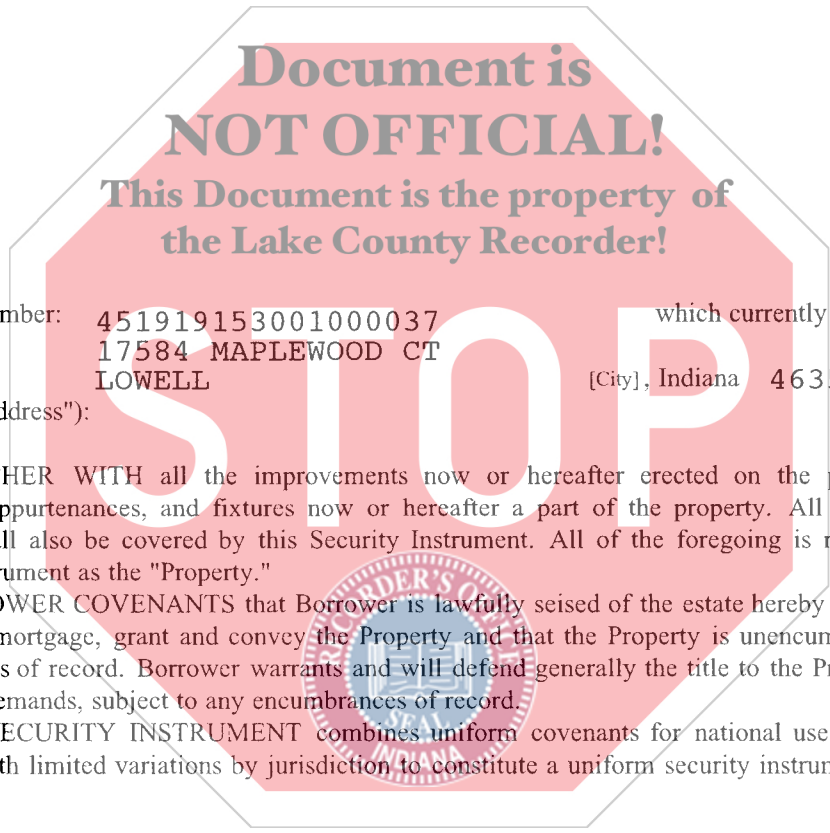 Document is
NOT OFFICIAL!
This Document is the property of
the Lake County Recorder!
STOP
mber: 451919153001000037 which currently
17584 MAPLEWOOD CT
LOWELL [City], Indiana 463
ddress"):
HER WITH all the improvements now or hereafter erected on the p
ppurtenances, and fixtures now or hereafter a part of the property. All
ll also be covered by this Security Instrument. All of the foregoing is r
rument as the "Property."
OWER COVENANTS that Borrower is lawfully seised of the estate hereby
mortgage, grant and convey the Property and that the Property is unencum
s of record. Borrower warrants and will defend generally the title to the Pr
emands, subject to any encumbrances of record.
ECURITY INSTRUMENT combines uniform covenants for national use
th limited variations by jurisdiction to constitute a uniform security instrum
RECORDER'S OFFICE
SEAL
INDIANA